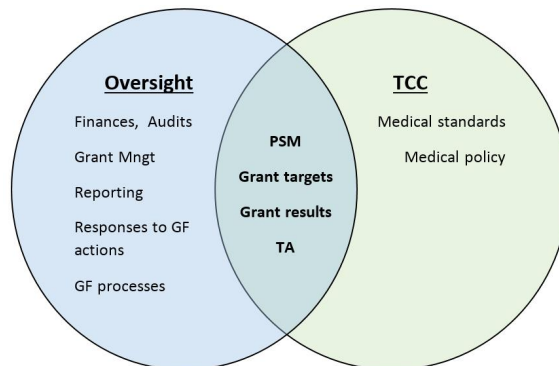 Oversight
Finances, Audits
Grant Mngt
Reporting
Responses to GF
actions
GF processes
PSM
Grant targets
Grant results
TA
TCC
Medical standards
Medical policy